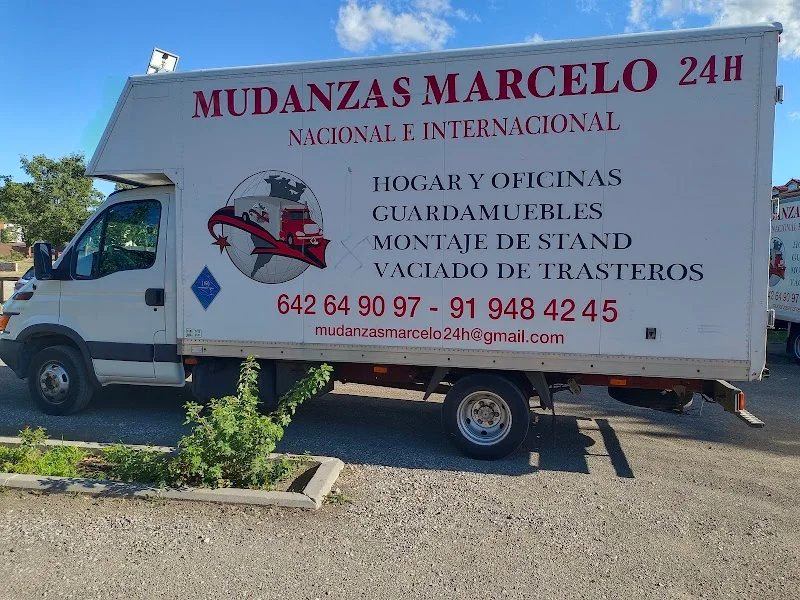 MUDANZAS MARCELO 24H
NACIONAL E INTERNACIONAL
HOGAR Y OFICINAS
GUARDAMUEBLES
MONTAJE DE STAND
VACIADO DE TRASTEROS
642 64 90 97 - 91 948 42 45
mudanzasmarcelo24h@gmail.com